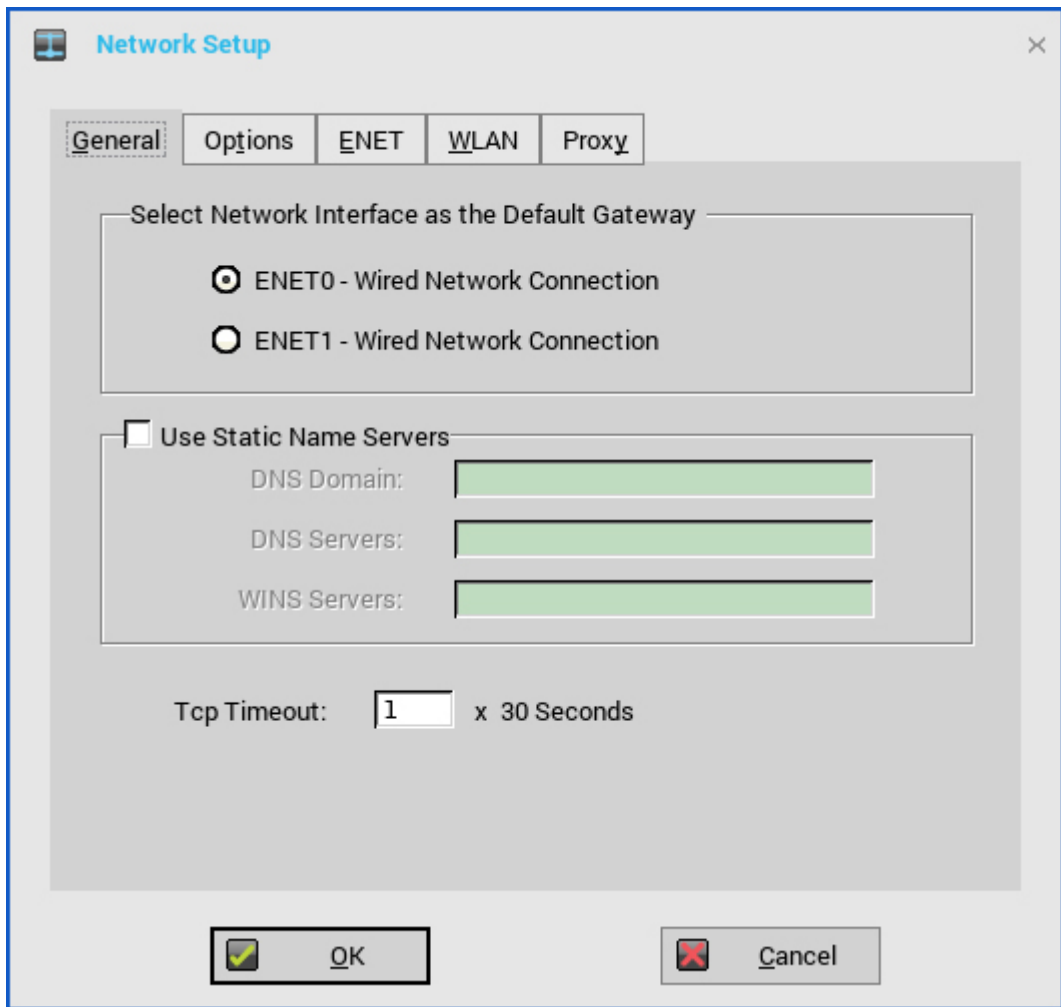 Network Setup
General Options ENET WLAN Proxy
Select Network Interface as the Default Gateway
ENET0 - Wired Network Connection
ENET1 - Wired Network Connection
Use Static Name Servers
DNS Domain:
DNS Servers:
WINS Servers:
Tcp Timeout: 1 x 30 Seconds
OK Cancel